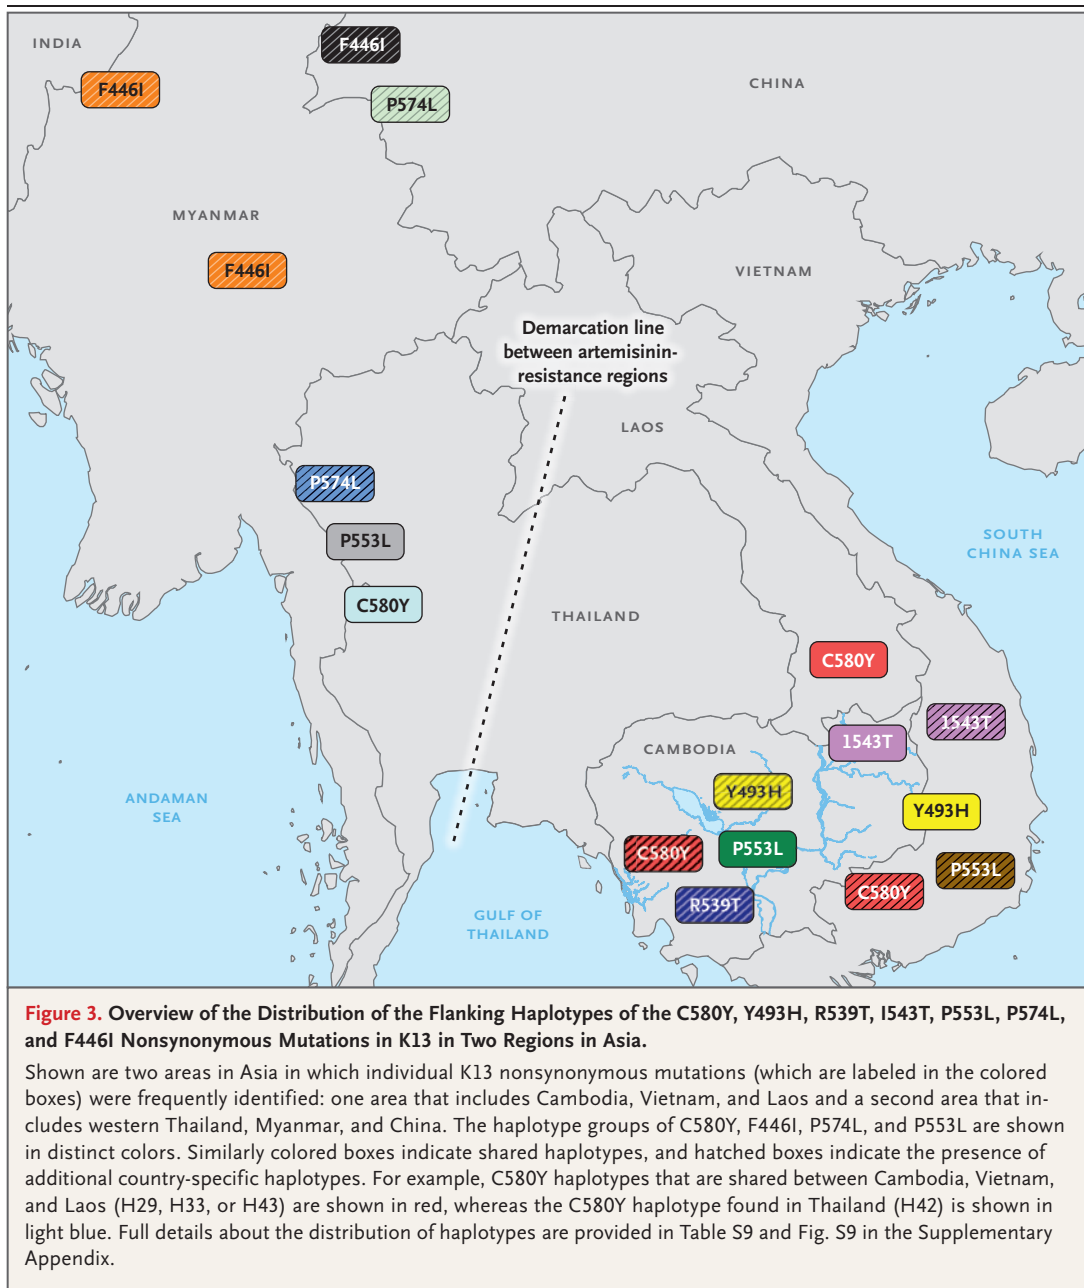 INDIA
F446I
F446I
P574L
CHINA
MYANMAR
F446I
VIETNAM
Demarcation line
between artemisinin-
resistance regions
LAOS
P574L
P553L
C580Y
SOUTH
CHINA SEA
THAILAND
C580Y
1543T
1543T
CAMBODIA
Y493H
Y493H
ANDAMAN
SEA
C580Y
P553L
P553L
C580Y
R539T
GULF OF
THAILAND
Figure 3. Overview of the Distribution of the Flanking Haplotypes of the C580Y, Y493H, R539T, I543T, P553L, P574L,
and F446I Nonsynonymous Mutations in K13 in Two Regions in Asia.
Shown are two areas in Asia in which individual K13 nonsynonymous mutations (which are labeled in the colored
boxes) were frequently identified: one area that includes Cambodia, Vietnam, and Laos and a second area that in-
cludes western Thailand, Myanmar, and China. The haplotype groups of C580Y, F446I, P574L, and P553L are shown
in distinct colors. Similarly colored boxes indicate shared haplotypes, and hatched boxes indicate the presence of
additional country-specific haplotypes. For example, C580Y haplotypes that are shared between Cambodia, Vietnam,
and Laos (H29, H33, or H43) are shown in red, whereas the C580Y haplotype found in Thailand (H42) is shown in
light blue. Full details about the distribution of haplotypes are provided in Table S9 and Fig. S9 in the Supplementary
Appendix.